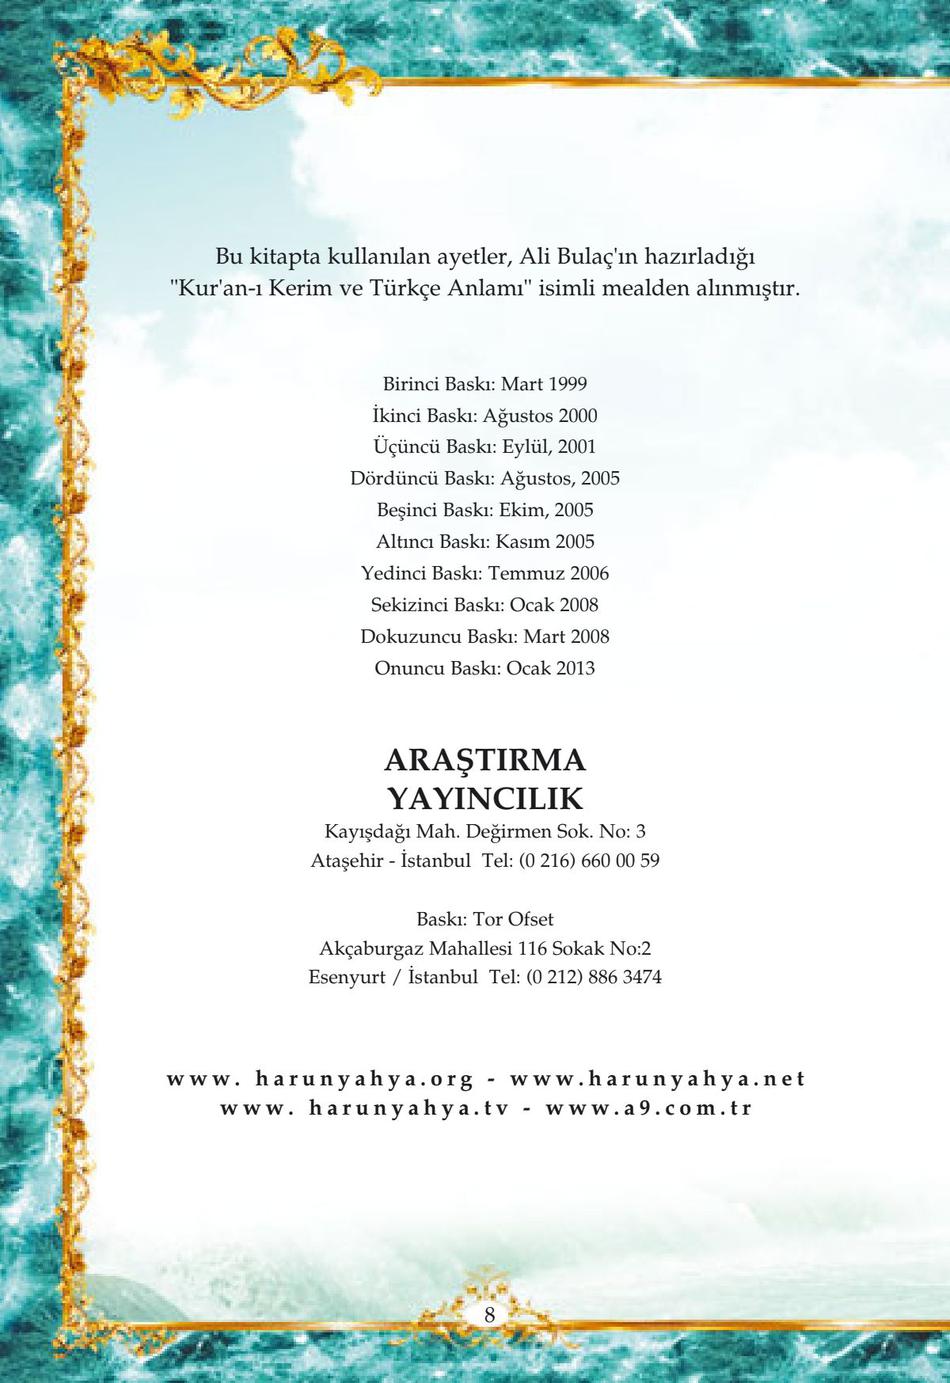 Bu kitapta kullanılan ayetler, Ali Bulaç'ın hazırladığı
"Kur'an-ı Kerim ve Türkçe Anlamı" isimli mealden alınmıştır.
Birinci Baskı: Mart 1999
İkinci Baskı: Ağustos 2000
Üçüncü Baskı: Eylül, 2001
Dördüncü Baskı: Ağustos, 2005
Beşinci Baskı: Ekim, 2005
Altıncı Baskı: Kasım 2005
Yedinci Baskı: Temmuz 2006
Sekizinci Baskı: Ocak 2008
Dokuzuncu Baskı: Mart 2008
Onuncu Baskı: Ocak 2013
ARAŞTIRMA
YAYINCILIK
Kayışdağı Mah. Değirmen Sok. No: 3
Ataşehir - İstanbul Tel: (0 216) 660 00 59
Baskı: Tor Ofset
Akçaburgaz Mahallesi 116 Sokak No:2
Esenyurt / İstanbul Tel: (0 212) 886 3474
www. harunyahya.org - www.harunyahya.net
www. harunyahya.tv - www.a9.com.tr
8